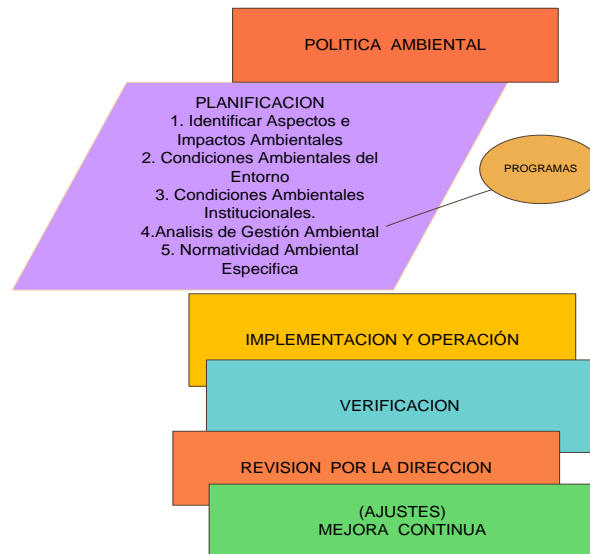 POLITICA AMBIENTAL
PLANIFICACION
1. Identificar Aspectos e
Impactos Ambientales
2. Condiciones Ambientales del
Entorno
3. Condiciones Ambientales
Institucionales.
4.Analisis de Gestión Ambiental
5. Normatividad Ambiental
Especifica
PROGRAMAS
IMPLEMENTACION Y OPERACIÓN
VERIFICACION
REVISION POR LA DIRECCION
(AJUSTES)
MEJORA CONTINUA